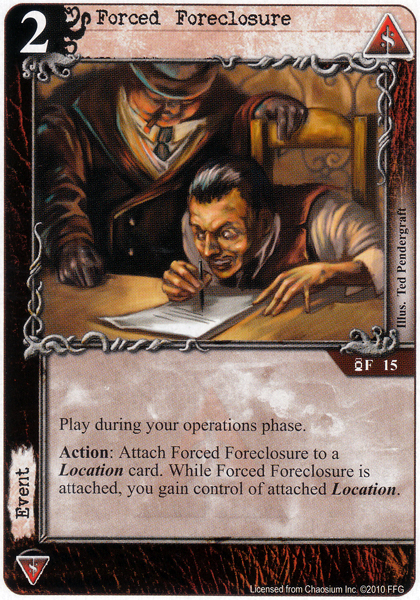 2
Forced Foreclosure
Illus. Ted Pendergraft
F 15
Play during your operations phase.
Action: Attach Forced Foreclosure to a
Location card. While Forced Foreclosure is
attached, you gain control of attached Location.
Event
Licensed from Chaosium Inc. ©2010 FFG